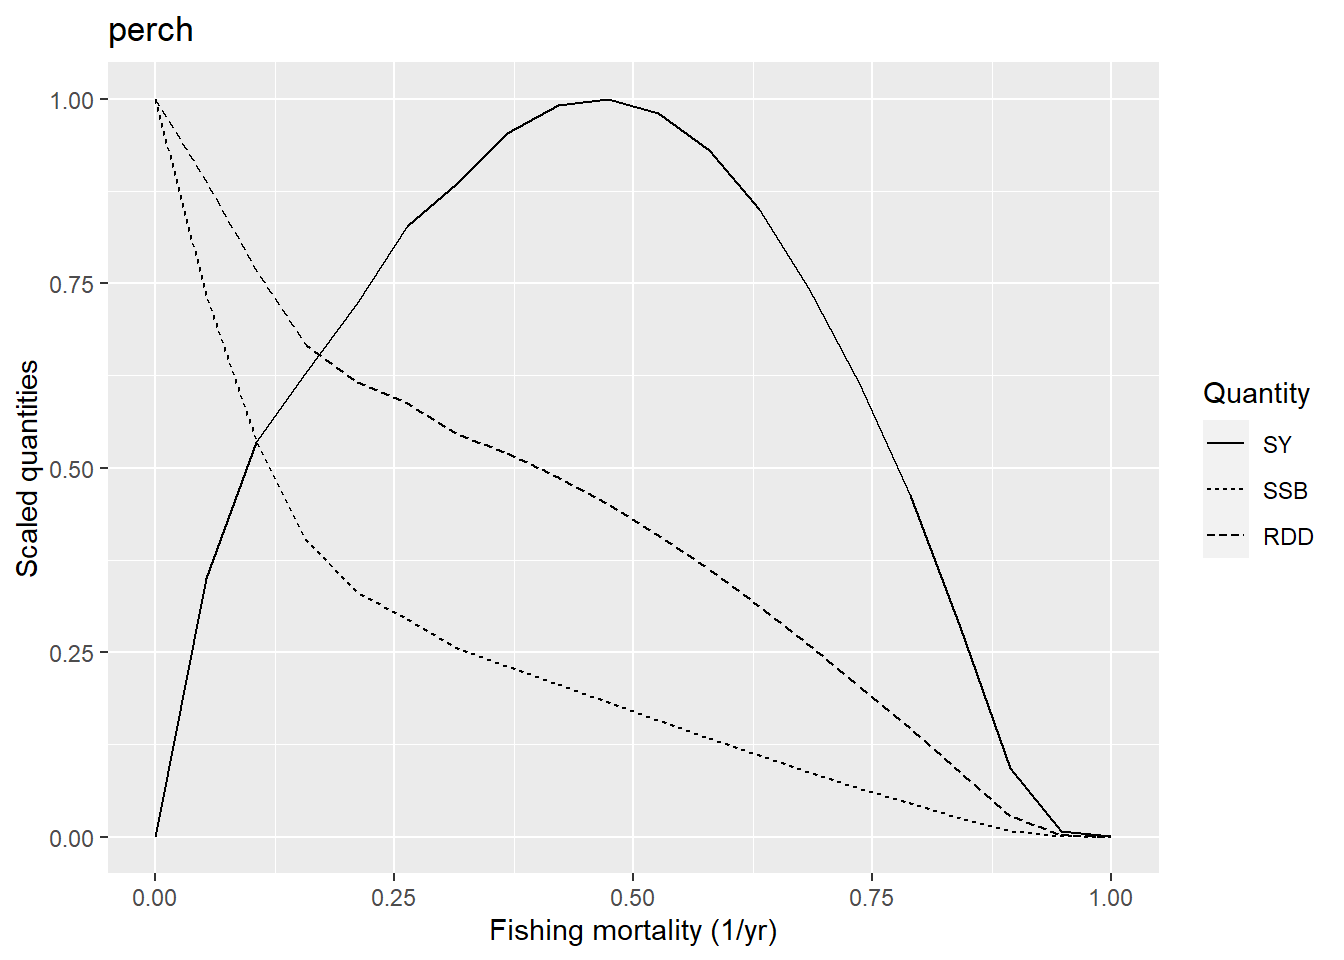 perch
1.00
0.75
0.50
0.25
0.00
Scaled quantities
0.00 0.25 0.50 0.75 1.00
Fishing mortality (1/yr)
Quantity
SY
SSB
RDD